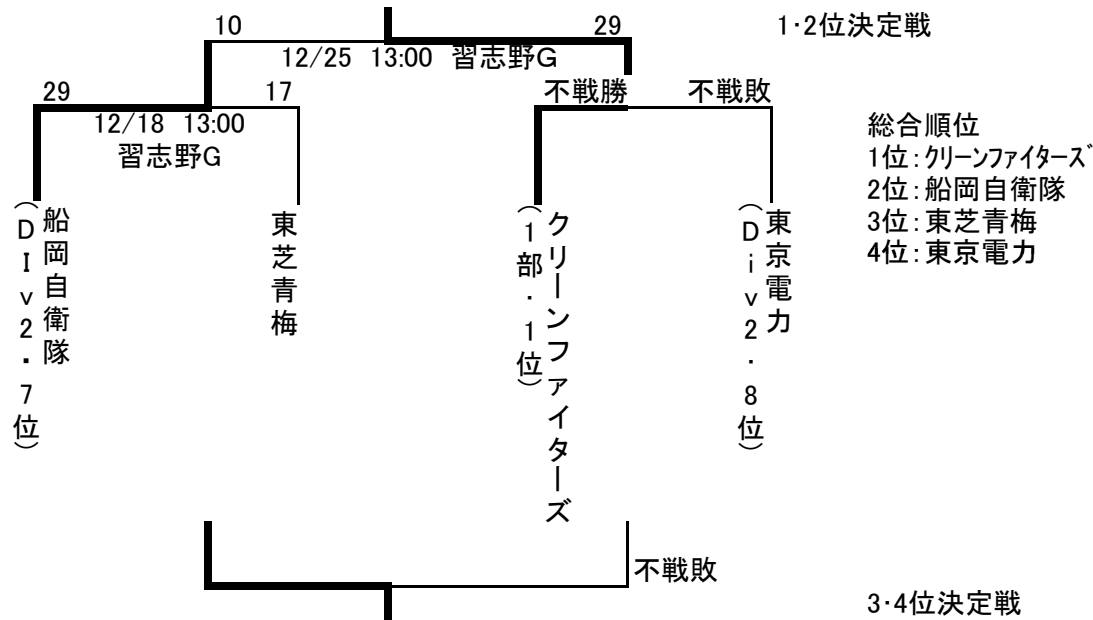 10
29
1・2位決定戦
12/25 13:00 習志野G
29
17
不戦勝
不戦敗
12/18 13:00
習志野G
総合順位
1位：クリーンファイターズ
2位：船岡自衛隊
3位：東芝青梅
4位：東京電力
船岡自衛隊
（DIv2・7位）
東芝青梅
クリーンファイターズ
（1部・1位）
東京電力
（Div2・8位）
不戦敗
3・4位決定戦